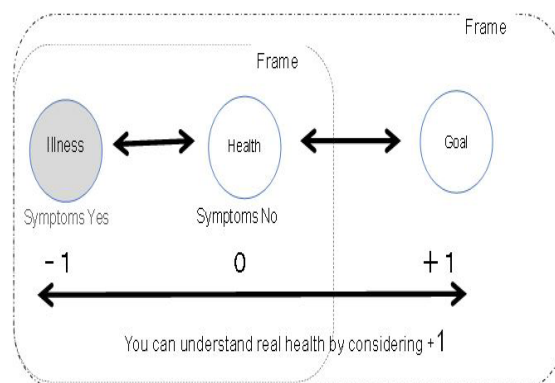 Frame
Frame
Illness
Health
Goal
Symptoms Yes
Symptoms No
- 1
0
+ 1
You can understand real health by considering +1